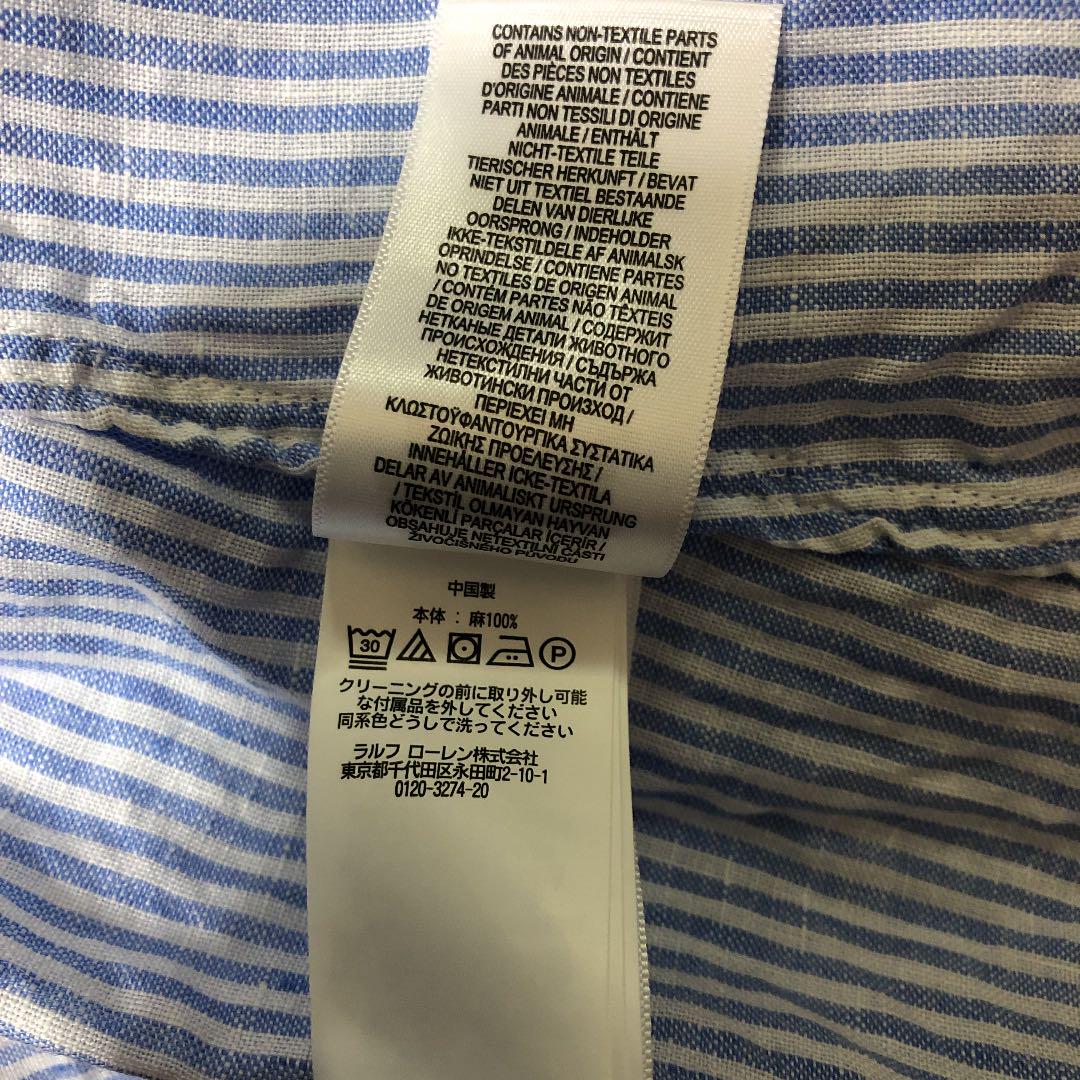 CONTAINS NON-TEXTILE PARTS
OF ANIMAL ORIGIN / CONTIENT
DES PIÈCES NON TEXTILES
D'ORIGINE ANIMALE / CONTIENE
PARTI NON TESSILI DI ORIGINE
ANIMALE / ENTHÄLT
NICHT-TEXTILE TEILE
TIERISCHER HERKUNFT / BEVAT
NIET UIT TEXTIEL BESTAANDE
DELEN VAN DIERLIJKE
OORSPRONG / INDEHOLDER
IKKE-TEKSTILDELE AF ANIMALSK
OPRINDELSE / CONTIENE PARTES
NO TEXTILES DE ORIGEN ANIMAL
/ CONTÉM PARTES NÃO TÊXTEIS
DE ORIGEM ANIMAL / СОДЕРЖИТ
НЕТКАНЫЕ ДЕТАЛИ ЖИВОТНОГО
ПРОИСХОЖДЕНИЯ / СЪДЪРЖА
НЕТЕКСТИЛНИ ЧАСТИ ОТ
ЖИВОТИНСКИ ПРОИЗХОД /
ΠΕΡΙΕΧΕΙ ΜΗ
ΚΛΩΣΤΟΫΦΑΝΤΟΥΡΓΙΚΑ ΣΥΣΤΑΤΙΚΑ
ΖΩΙΚΗΣ ΠΡΟΕΛΕΥΣΗΣ /
INNEHÅLLER ICKE-TEXTILA
DELAR AV ANIMALISKT URSPRUNG
/ TEKSTİL OLMAYAN HAYVAN
KÖKENLİ PARÇALAR İÇERİR /
OBSAHUJE NETEXTILNÍ ČÁSTI
ŽIVOČIŠNÉHO PŮVODU
中国製
本体 : 麻100%
30 P
クリーニングの前に取り外し可能
な付属品を外してください
同系色どうしで洗ってください
ラルフ ローレン株式会社
東京都千代田区永田町2-10-1
0120-3274-20